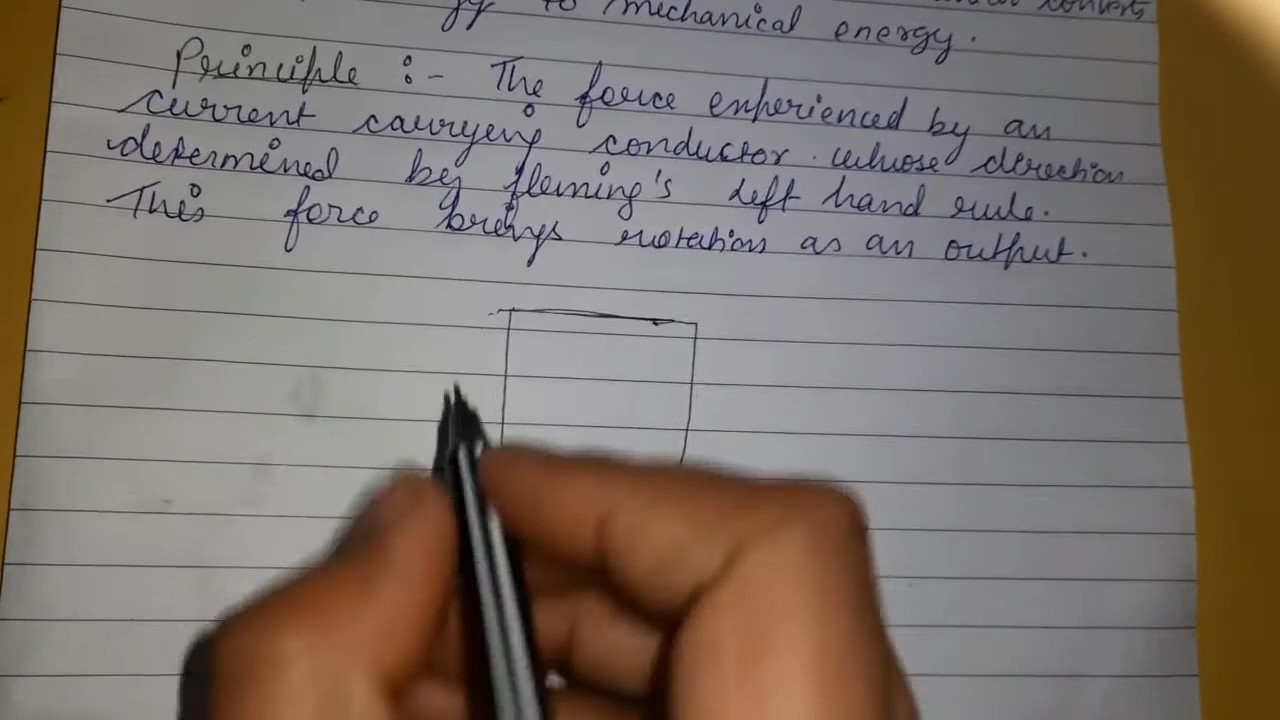 converts
to mechanical energy.
Principle :- The force experienced by an
current carrying conductor. whose direction
determined by fleming's left hand rule.
This force brings rotation as an output.